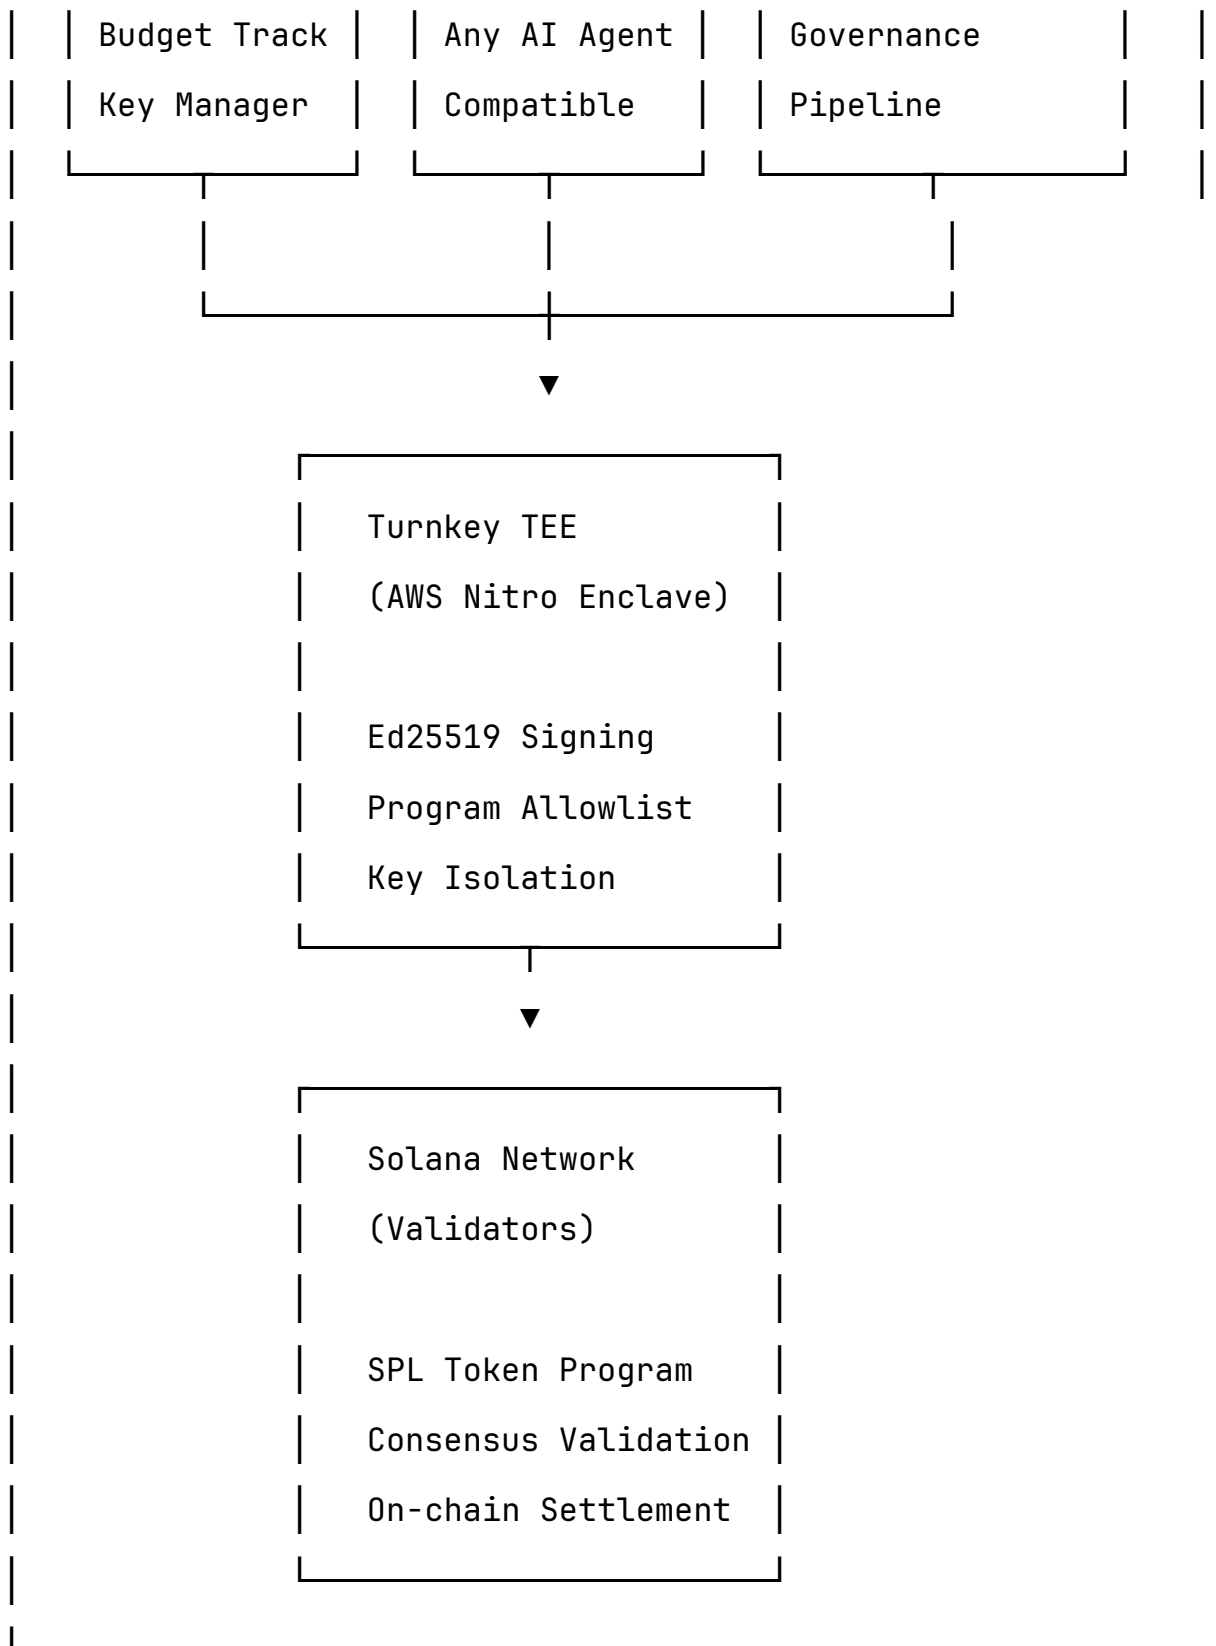 Budget Track Any AI Agent Governance
Key Manager Compatible Pipeline
Turnkey TEE
(AWS Nitro Enclave)
Ed25519 Signing
Program Allowlist
Key Isolation
Solana Network
(Validators)
SPL Token Program
Consensus Validation
On-chain Settlement